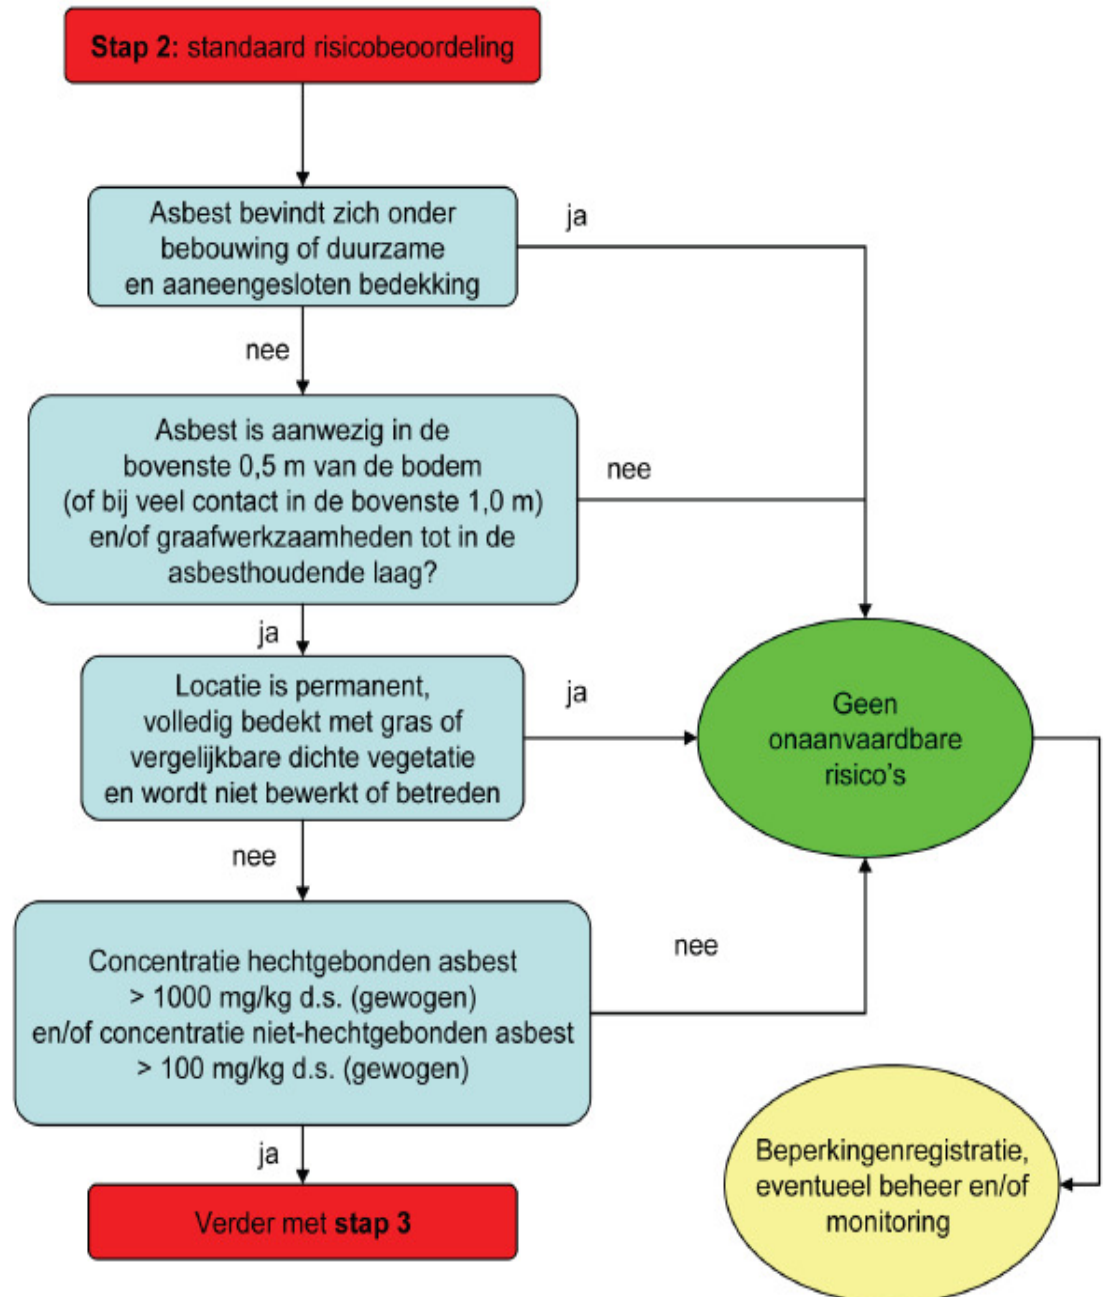 Stap 2: standaard risicobeoordeling
Asbest bevindt zich onder
bebouwing of duurzame
en aaneengesloten bedekking
ja
nee
Asbest is aanwezig in de
bovenste 0,5 m van de bodem
(of bij veel contact in de bovenste 1,0 m)
en/of graafwerkzaamheden tot in de
asbesthoudende laag?
nee
ja
Locatie is permanent,
volledig bedekt met gras of
vergelijkbare dichte vegetatie
en wordt niet bewerkt of betreden
ja
Geen
onaanvaardbare
risico's
nee
Concentratie hechtgebonden asbest
> 1000 mg/kg d.s. (gewogen)
en/of concentratie niet-hechtgebonden asbest
> 100 mg/kg d.s. (gewogen)
nee
ja
Beperkingenregistratie,
eventueel beheer en/of
monitoring
Verder met stap 3